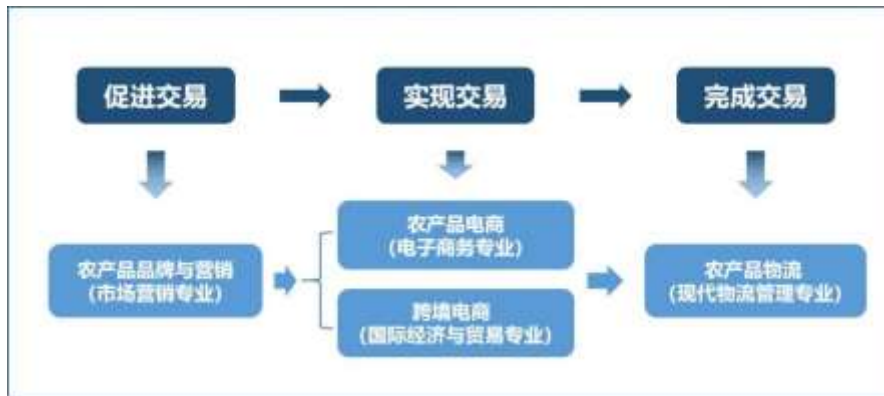 促进交易
实现交易
完成交易
农产品品牌与营销
(市场营销专业)
农产品电商
(电子商务专业)
跨境电商
(国际经济与贸易专业)
农产品物流
(现代物流管理专业)